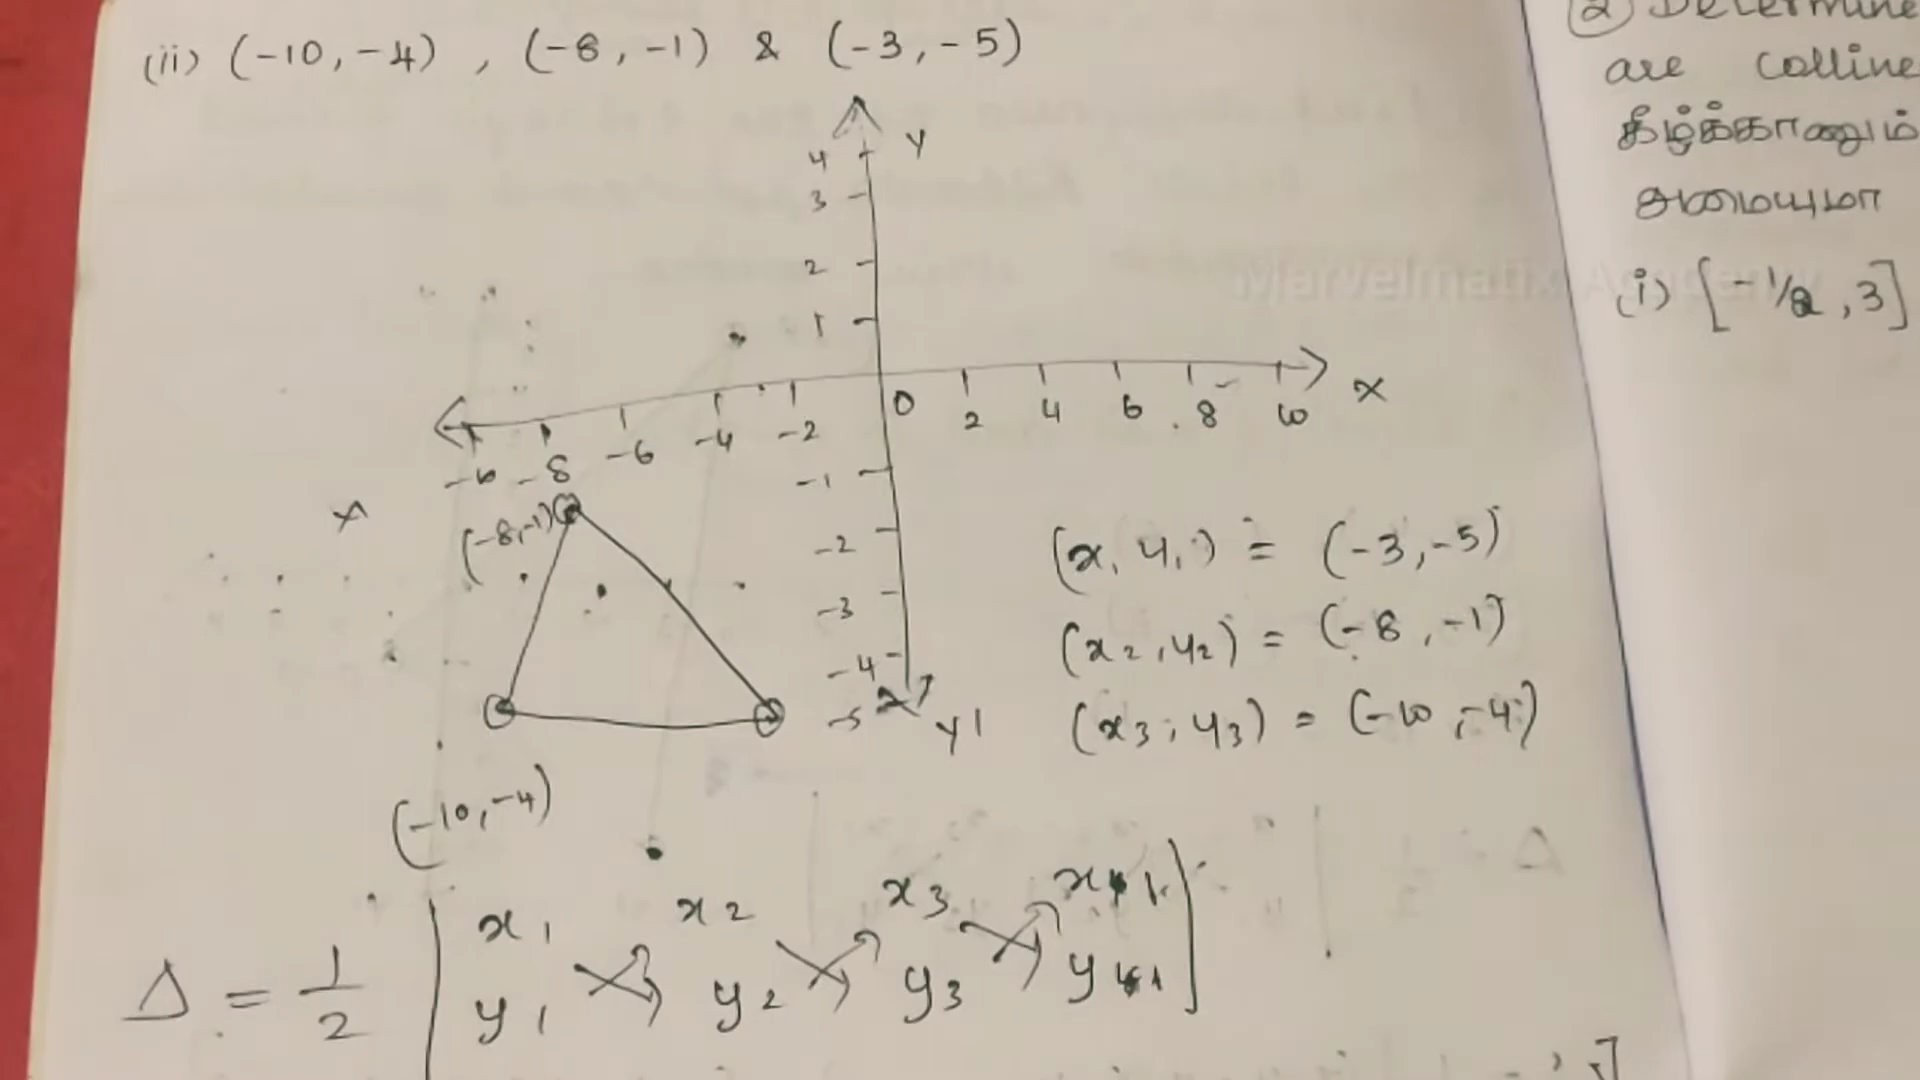 (ii) (-10, -4), (-8, -1) & (-3, -5)
Y
4
3
2
1
0 2 4 6 8 10 X
-2 -4 -6 -8 -10
-1
-2
-3
-4
-5
Y1
(-8,-1)
(-10,-4)
(x1 y1) = (-3, -5)
(x2, y2) = (-8, -1)
(x3, y3) = (-10, -4)
Δ = 1/2 | x1 x2 x3 x1
y1 y2 y3 y1
2) Determine
are colline
கீழ்க்காணும்
அமையுமா
(i) [-1/2, 3]